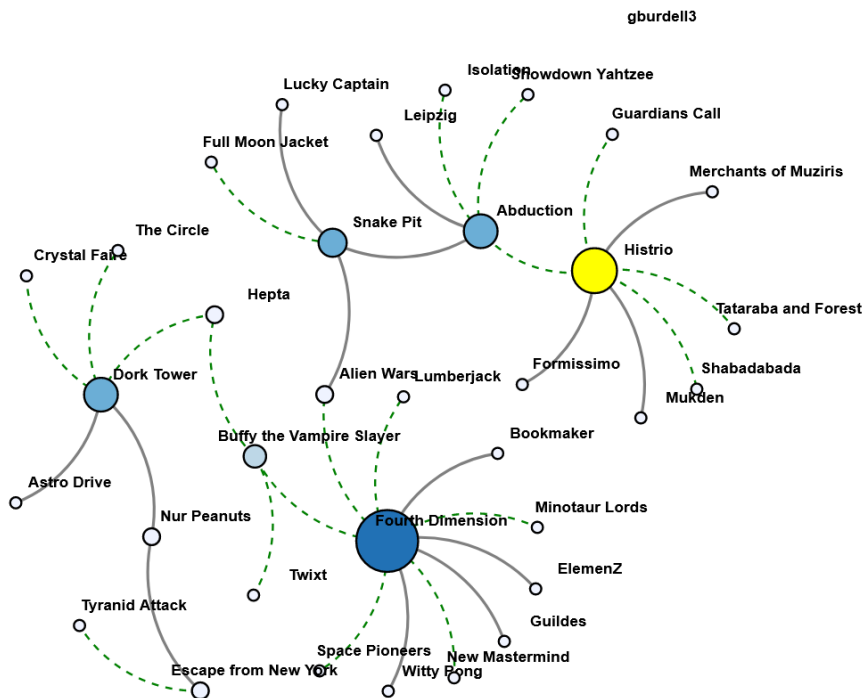 gburdell3
Isolation
Showdown Yahtzee
Lucky Captain
Leipzig
Guardians Call
Full Moon Jacket
Merchants of Muziris
Abduction
Snake Pit
The Circle
Histrio
Crystal Faire
Hepta
Tataraba and Forest
Formissimo
Shabadabada
Dork Tower
Alien Wars
Lumberjack
Mukden
Buffy the Vampire Slayer
Bookmaker
Astro Drive
Minotaur Lords
Nur Peanuts
Fourth Dimension
ElemenZ
Twixt
Tyranid Attack
Guildes
Space Pioneers
New Mastermind
Escape from New York
Witty Pong